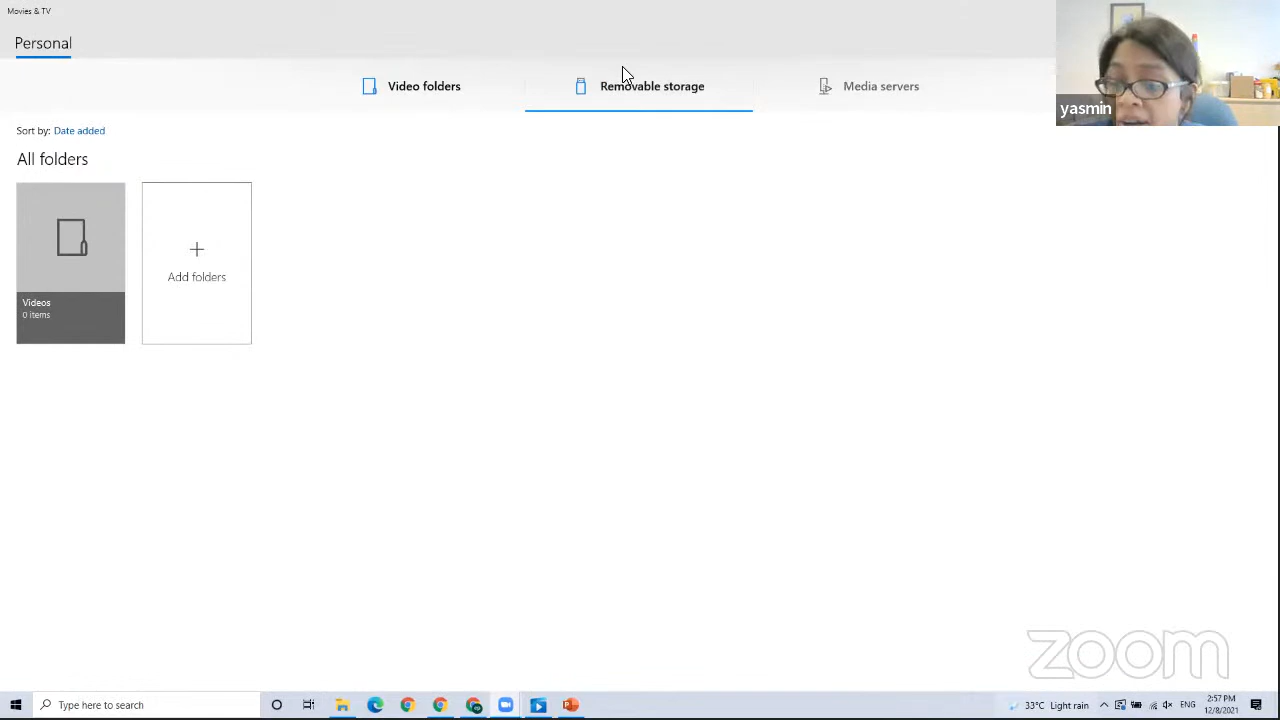 Movies & TV
Personal
Video folders
Removable storage
Media servers
yasmin
Sort by: Date added
All folders
Add folders
Videos
0 items
zoom
Type here to search
33°C Light rain
ENG
2:57 PM
12/8/2021